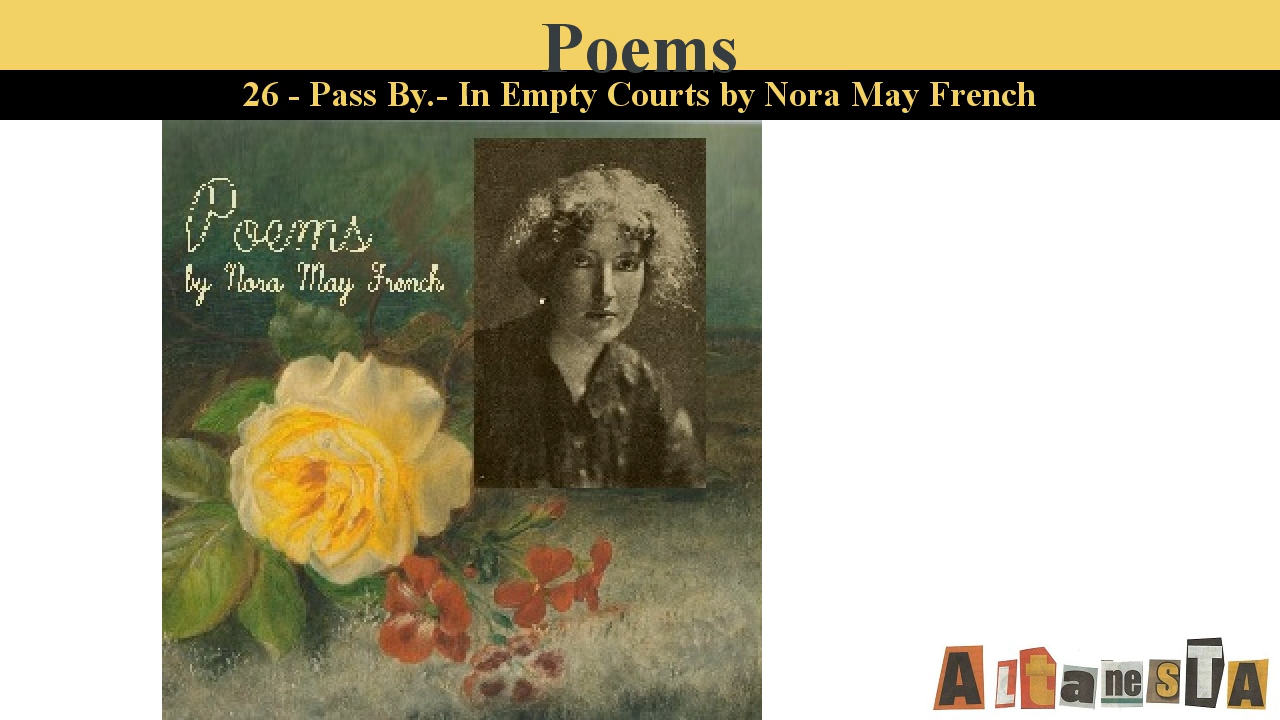 Poems
26 - Pass By.- In Empty Courts by Nora May French
Poems
by Nora May French
AltanesTA